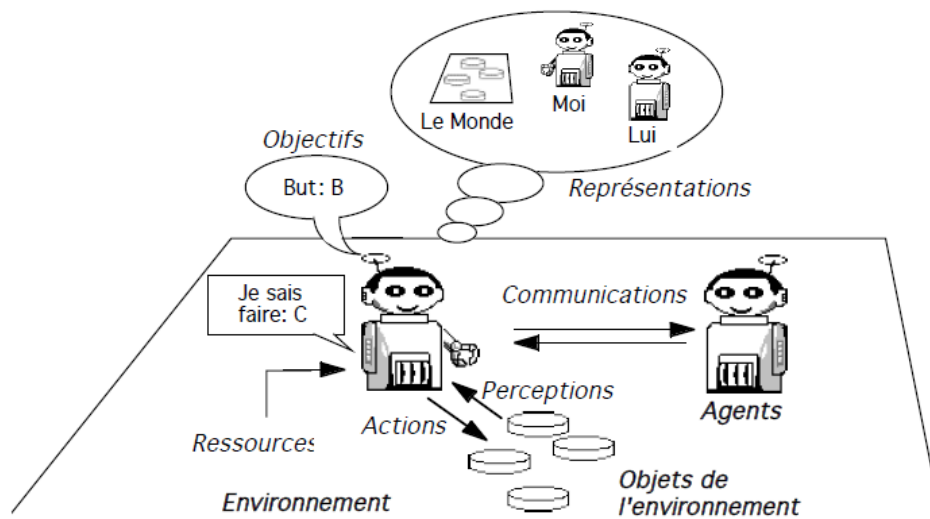 Moi
Le Monde
Lui
Objectifs
But: B
Représentations
Je sais
faire: C
Communications
Perceptions
Agents
Actions
Ressources
Objets de
l'environnement
Environnement